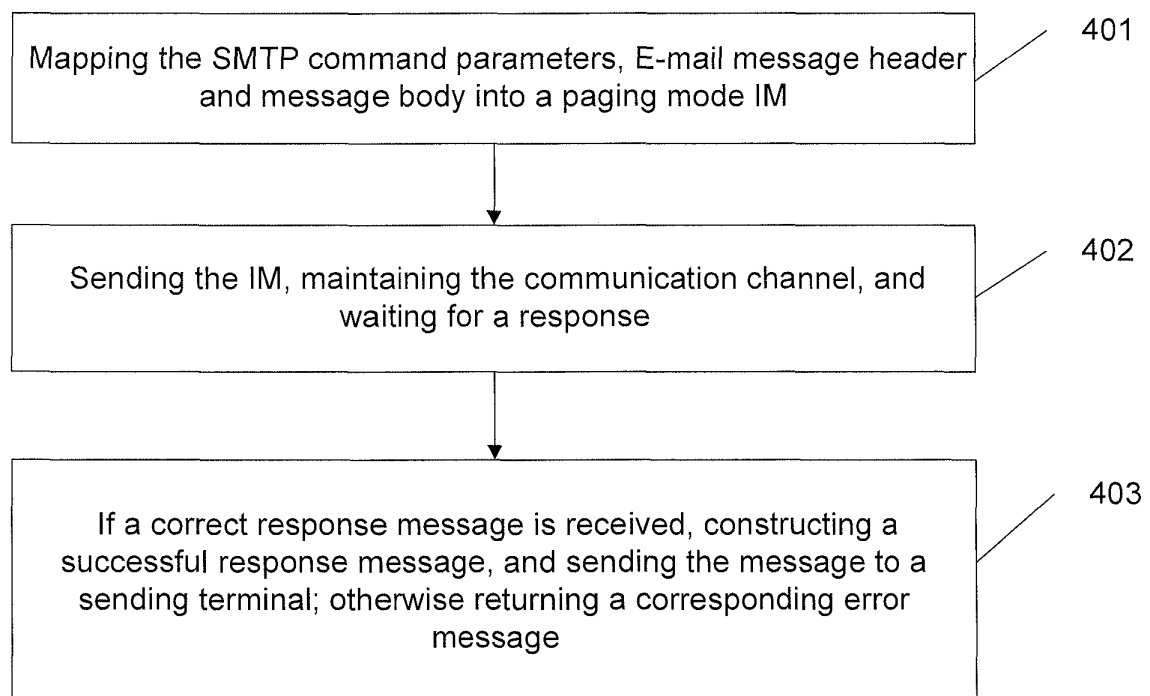 Mapping the SMTP command parameters, E-mail message header
and message body into a paging mode IM
401
Sending the IM, maintaining the communication channel, and
waiting for a response
402
If a correct response message is received, constructing a
successful response message, and sending the message to a
sending terminal; otherwise returning a corresponding error
message
403